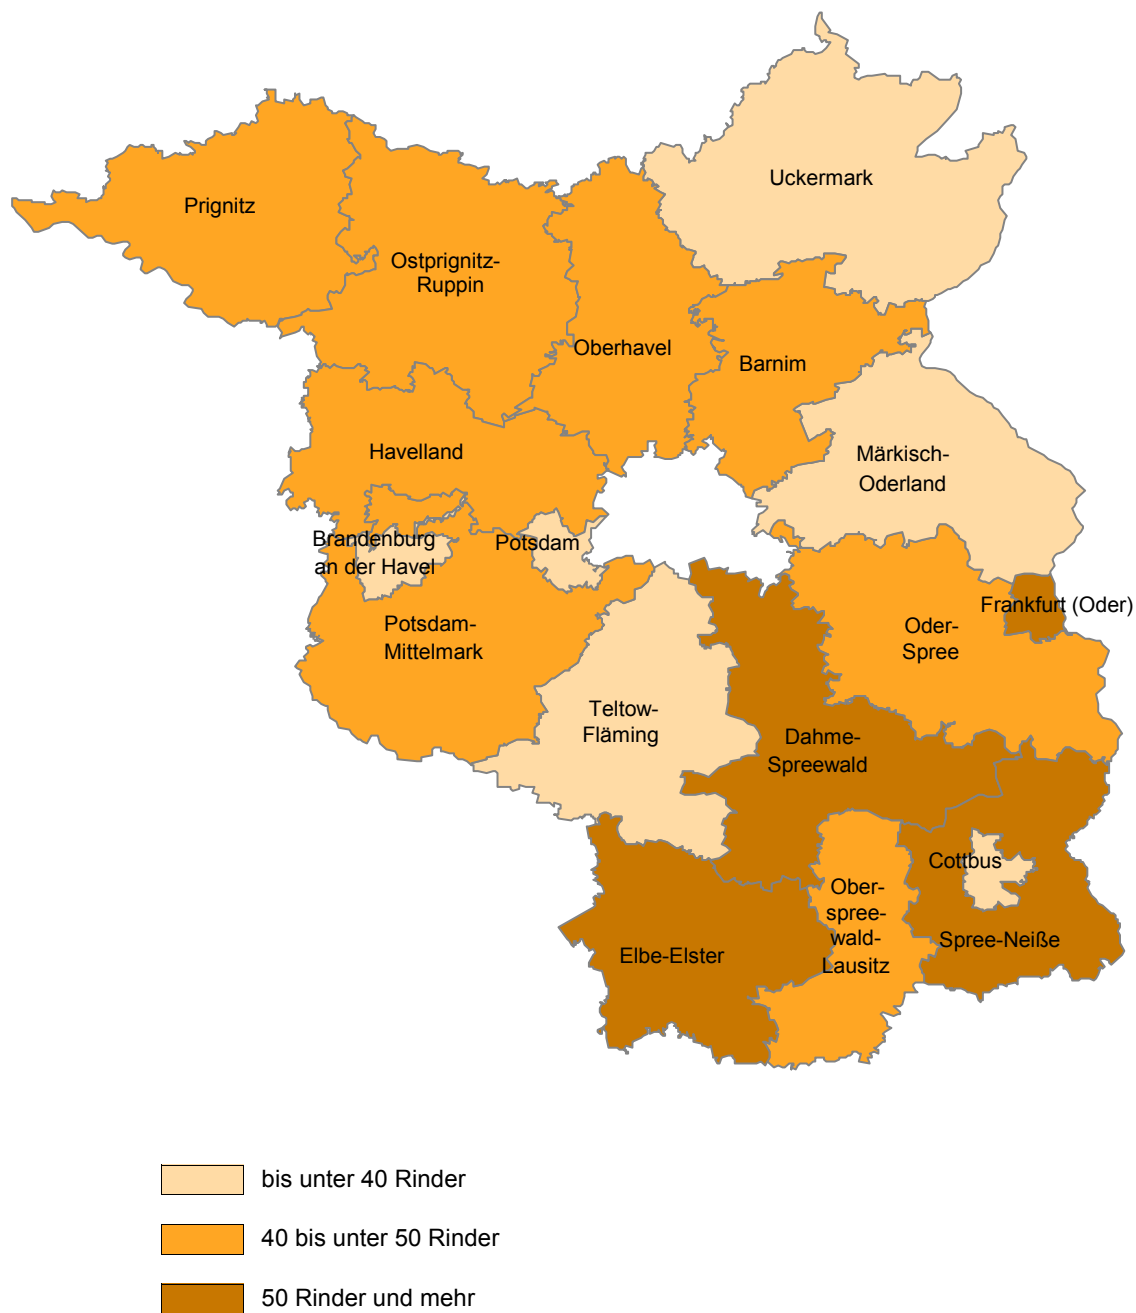 Uckermark
Prignitz
Ostprignitz-
Ruppin
Oberhavel
Barnim
Havelland
Märkisch-
Oderland
Brandenburg
an der Havel
Potsdam
Frankfurt (Oder)
Potsdam-
Mittelmark
Oder-
Spree
Teltow-
Fläming
Dahme-
Spreewald
Cottbus
Ober-
spree-
wald-
Lausitz
Spree-Neiße
Elbe-Elster
bis unter 40 Rinder
40 bis unter 50 Rinder
50 Rinder und mehr